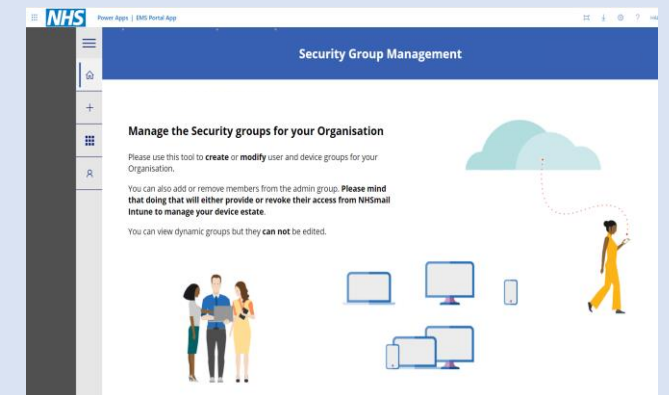 NHS Power Apps | EMS Portal App
Security Group Management
Manage the Security groups for your Organisation
Please use this tool to create or modify user and device groups for your
Organisation.
You can also add or remove members from the admin group. Please mind
that doing that will either provide or revoke their access from NHSmail
Intune to manage your device estate.
You can view dynamic groups but they can not be edited.